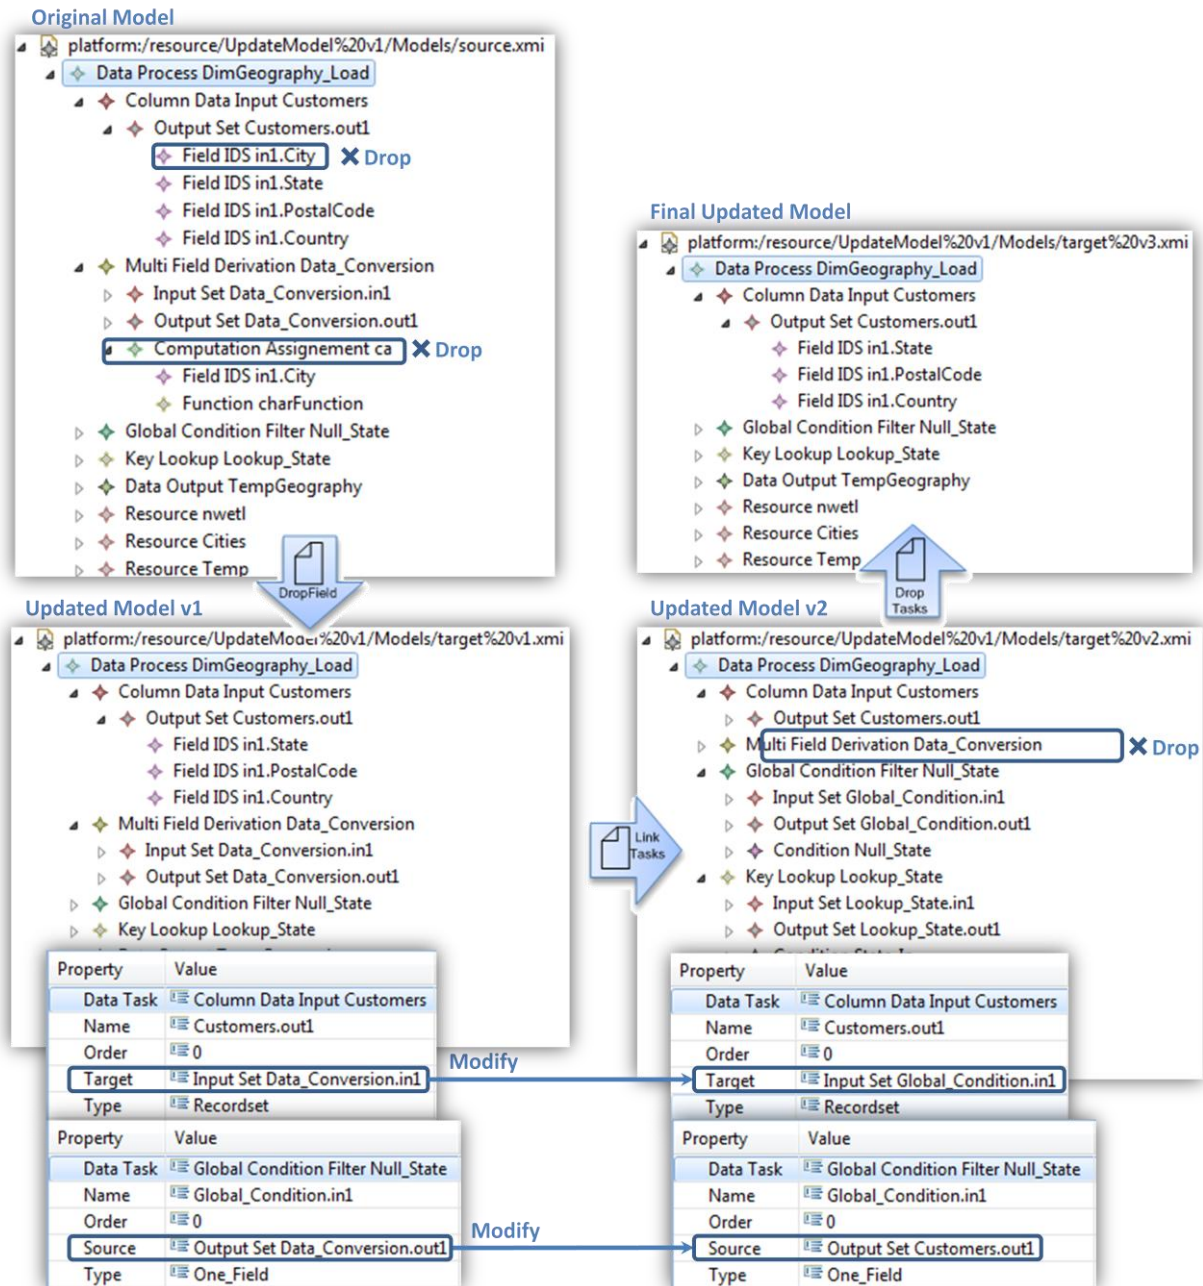 Original Model
platform:/resource/UpdateModel%20v1/Models/source.xmi
Data Process DimGeography_Load
Column Data Input Customers
Output Set Customers.out1
Field IDS in1.City
Drop
Field IDS in1.State
Field IDS in1.PostalCode
Field IDS in1.Country
Multi Field Derivation Data_Conversion
Input Set Data_Conversion.in1
Output Set Data_Conversion.out1
Computation Assignement ca
Drop
Field IDS in1.City
Function charFunction
Global Condition Filter Null_State
Key Lookup Lookup_State
Data Output TempGeography
Resource nwetl
Resource Cities
Resource Temp
DropField
Final Updated Model
platform:/resource/UpdateModel%20v1/Models/target%20v3.xmi
Data Process DimGeography_Load
Column Data Input Customers
Output Set Customers.out1
Field IDS in1.State
Field IDS in1.PostalCode
Field IDS in1.Country
Global Condition Filter Null_State
Key Lookup Lookup_State
Data Output TempGeography
Resource nwetl
Resource Cities
Resource Temp
Drop
Tasks
Updated Model v1
platform:/resource/UpdateModel%20v1/Models/target%20v1.xmi
Data Process DimGeography_Load
Column Data Input Customers
Output Set Customers.out1
Field IDS in1.State
Field IDS in1.PostalCode
Field IDS in1.Country
Multi Field Derivation Data_Conversion
Input Set Data_Conversion.in1
Output Set Data_Conversion.out1
Global Condition Filter Null_State
Key Lookup Lookup_State
Property Value
Data Task Column Data Input Customers
Name Customers.out1
Order 0
Target Input Set Data_Conversion.in1
Type Recordset
Property Value
Data Task Global Condition Filter Null_State
Name Global_Condition.in1
Order 0
Source Output Set Data_Conversion.out1
Type One_Field
Link
Tasks
Modify
Modify
Updated Model v2
platform:/resource/UpdateModel%20v1/Models/target%20v2.xmi
Data Process DimGeography_Load
Column Data Input Customers
Output Set Customers.out1
Multi Field Derivation Data_Conversion
Drop
Global Condition Filter Null_State
Input Set Global_Condition.in1
Output Set Global_Condition.out1
Condition Null_State
Key Lookup Lookup_State
Input Set Lookup_State.in1
Output Set Lookup_State.out1
Property Value
Data Task Column Data Input Customers
Name Customers.out1
Order 0
Target Input Set Global_Condition.in1
Type Recordset
Property Value
Data Task Global Condition Filter Null_State
Name Global_Condition.in1
Order 0
Source Output Set Customers.out1
Type One_Field